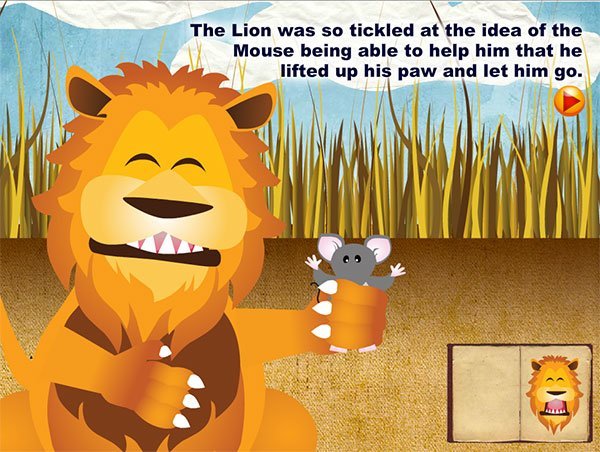 The Lion was so tickled at the idea of the
Mouse being able to help him that he
lifted up his paw and let him go.